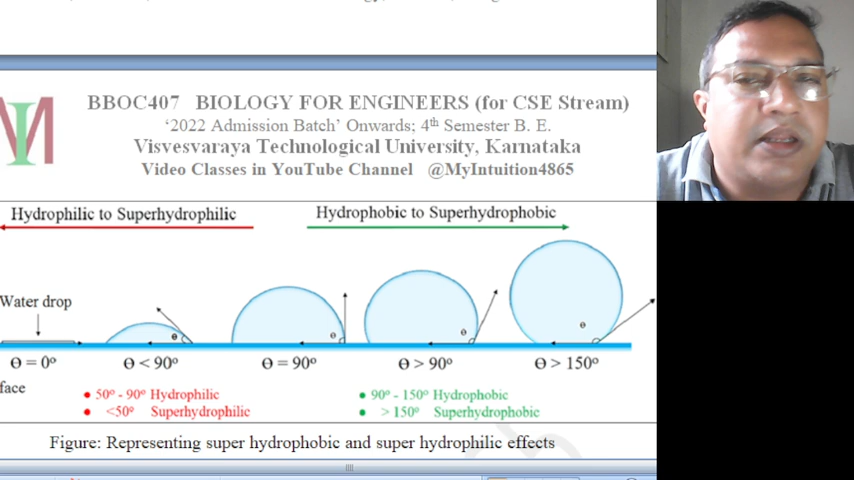 BBOC407 BIOLOGY FOR ENGINEERS (for CSE Stream)
‘2022 Admission Batch’ Onwards; 4th Semester B. E.
Visvesvaraya Technological University, Karnataka
Video Classes in YouTube Channel @MyIntuition4865
Hydrophilic to Superhydrophilic
Hydrophobic to Superhydrophobic
Water drop
ɵ ɵ ɵ ɵ
Ɵ = 0º Ɵ < 90º Ɵ = 90º Ɵ > 90º Ɵ > 150º
face
● 50º - 90º Hydrophilic
● <50º Superhydrophilic
● 90º - 150º Hydrophobic
● > 150º Superhydrophobic
Figure: Representing super hydrophobic and super hydrophilic effects